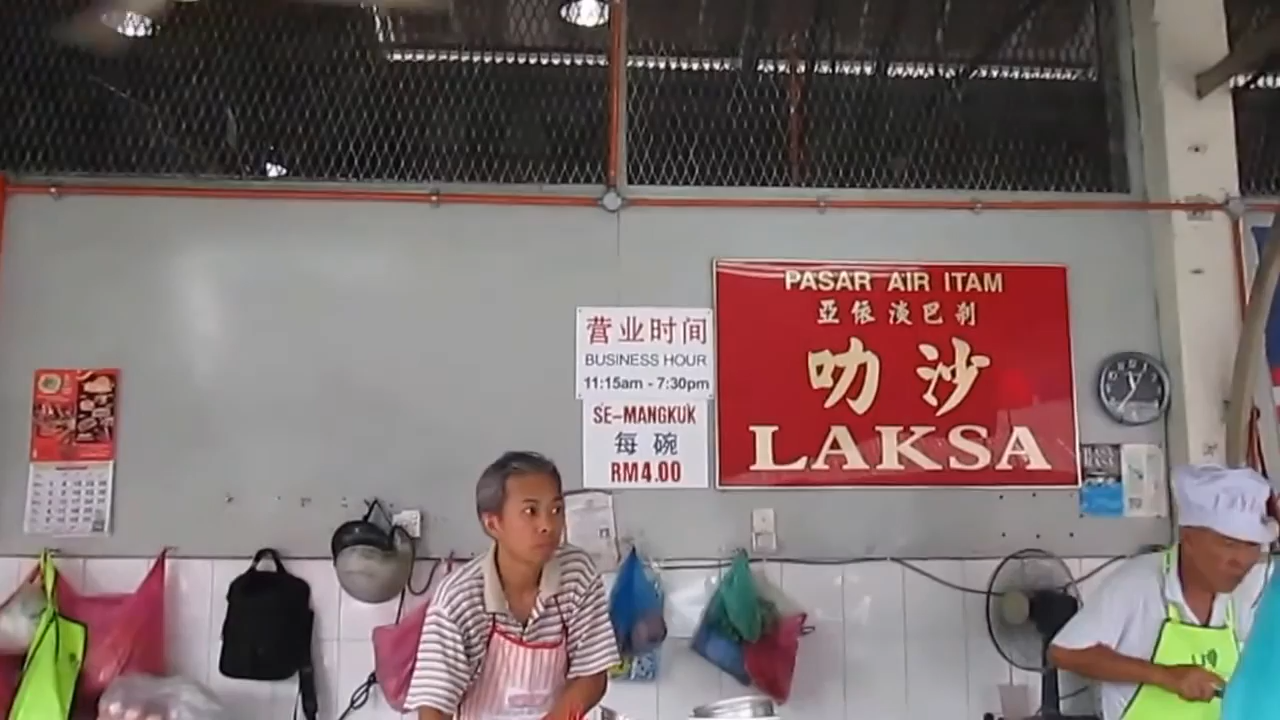 PASAR AIR ITAM
亞依淡巴刹
叻沙
LAKSA
营业时间
BUSINESS HOUR
11:15am - 7:30pm
SE-MANGKUK
每碗
RM4.00